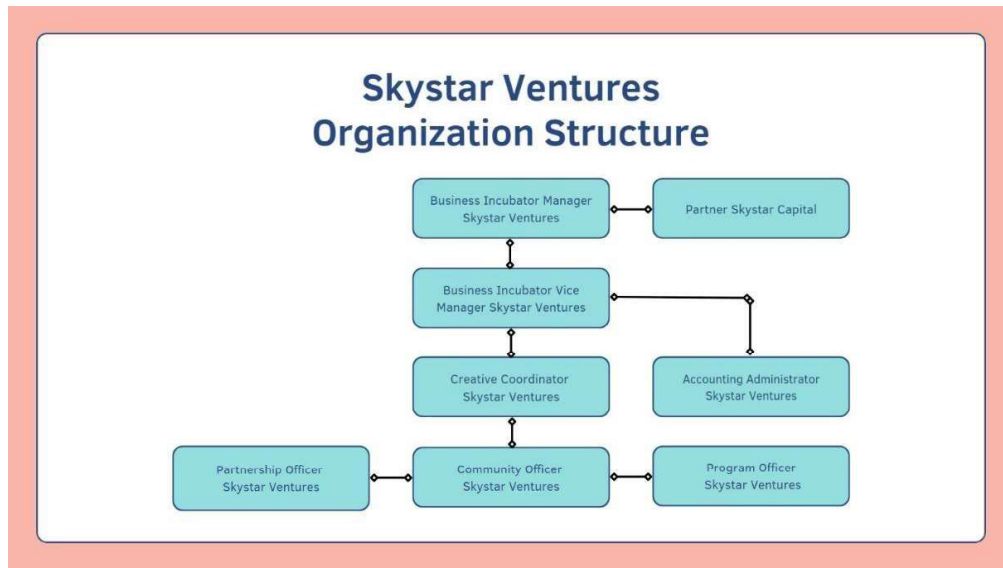 Skystar Ventures
Organization Structure
Business Incubator Manager
Skystar Ventures
Partner Skystar Capital
Business Incubator Vice
Manager Skystar Ventures
Creative Coordinator
Skystar Ventures
Accounting Administrator
Skystar Ventures
Partnership Officer
Skystar Ventures
Community Officer
Skystar Ventures
Program Officer
Skystar Ventures